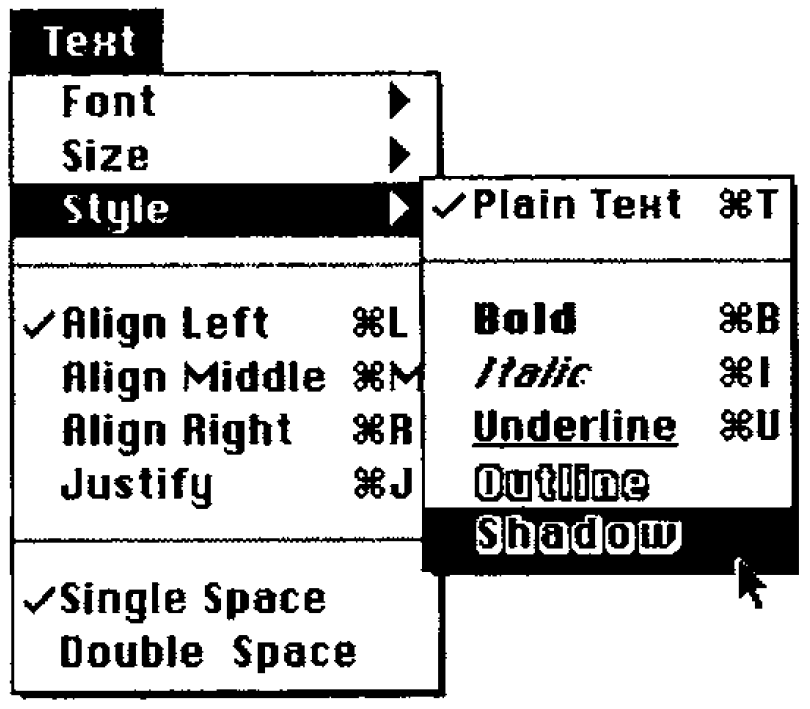 Text
Font ▶
Size ▶
Style ▶
✓Align Left ⌘L
Align Middle ⌘M
Align Right ⌘R
Justify ⌘J
✓Single Space
Double Space
✓Plain Text ⌘T
Bold ⌘B
Italic ⌘I
Underline ⌘U
Outline
Shadow